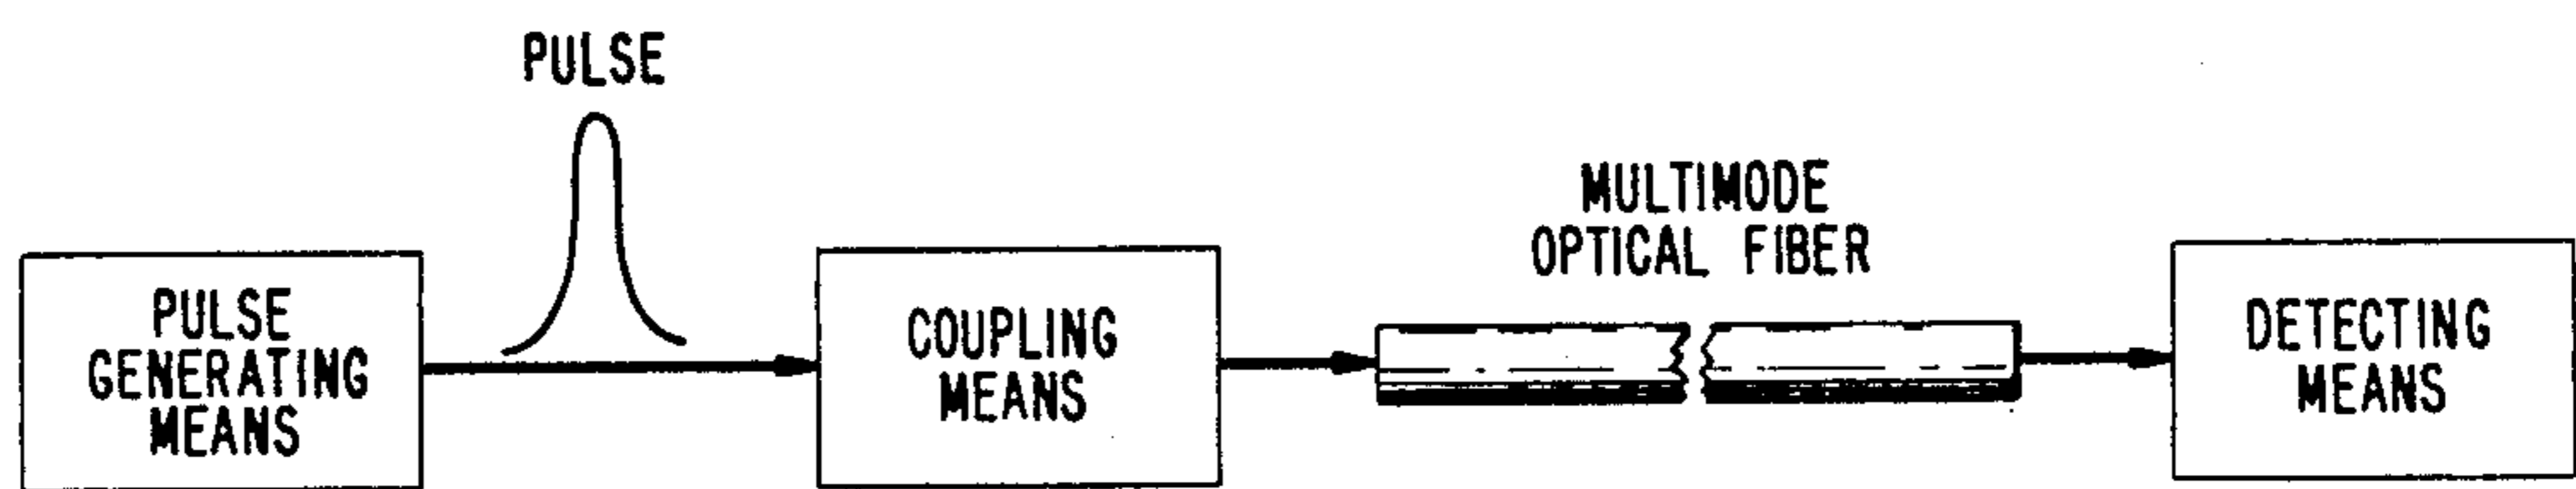 PULSE
PULSE
GENERATING
MEANS
COUPLING
MEANS
MULTIMODE
OPTICAL FIBER
DETECTING
MEANS